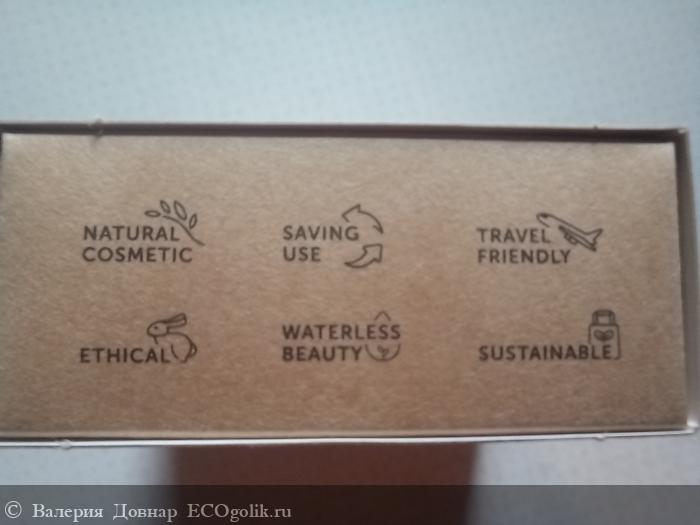 NATURAL
COSMETIC
SAVING
USE
TRAVEL
FRIENDLY
ETHICAL
WATERLESS
BEAUTY
SUSTAINABLE
© Валерия Довнар ECOgolik.ru